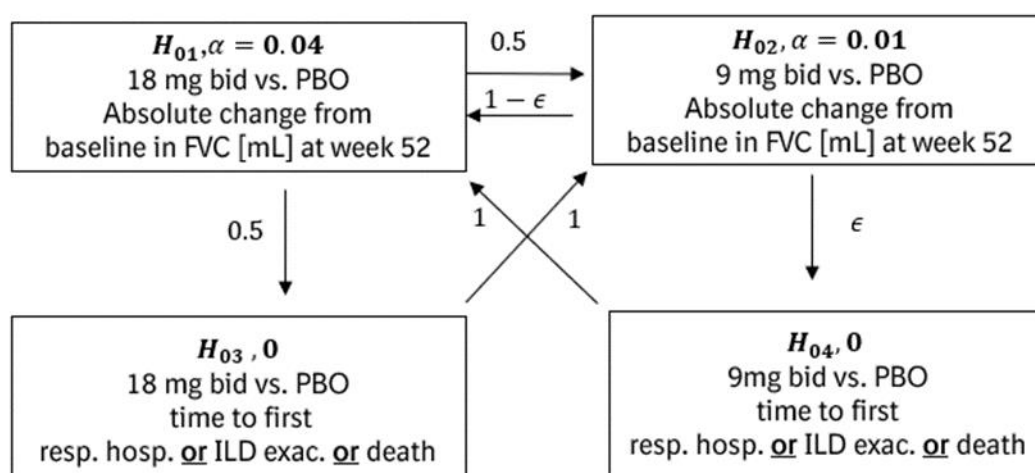 H₀₁,α = 0.04
18 mg bid vs. PBO
Absolute change from
baseline in FVC [mL] at week 52
0.5
1 − ϵ
H₀₂, α = 0.01
9 mg bid vs. PBO
Absolute change from
baseline in FVC [mL] at week 52
0.5
1
1
ϵ
H₀₃ , 0
18 mg bid vs. PBO
time to first
resp. hosp. or ILD exac. or death
H₀₄, 0
9mg bid vs. PBO
time to first
resp. hosp. or ILD exac. or death